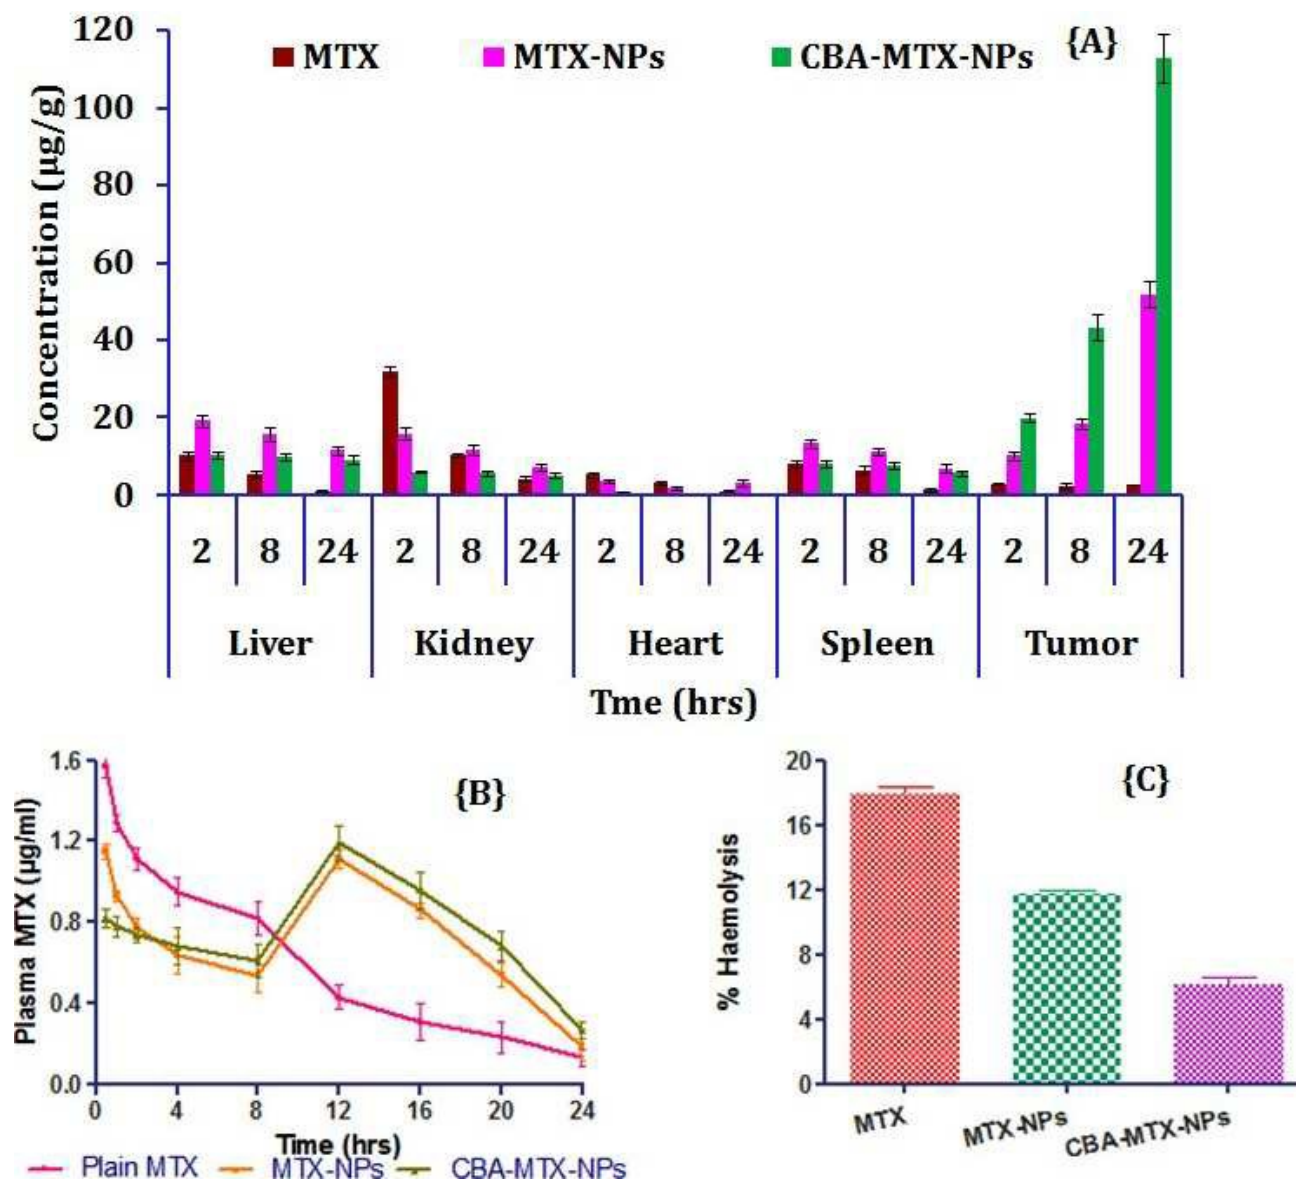 120
MTX MTX-NPs CBA-MTX-NPs {A}
100
80
60
40
20
0
Concentration (µg/g)
2 8 24 2 8 24 2 8 24 2 8 24 2 8 24
Liver Kidney Heart Spleen Tumor
Tme (hrs)
1.6
1.2
0.8
0.4
0.0
Plasma MTX (µg/ml)
{B}
0 4 8 12 16 20 24
Time (hrs)
Plain MTX MTX-NPs CBA-MTX-NPs
20
16
12
8
4
0
% Haemolysis
{C}
MTX MTX-NPs CBA-MTX-NPs